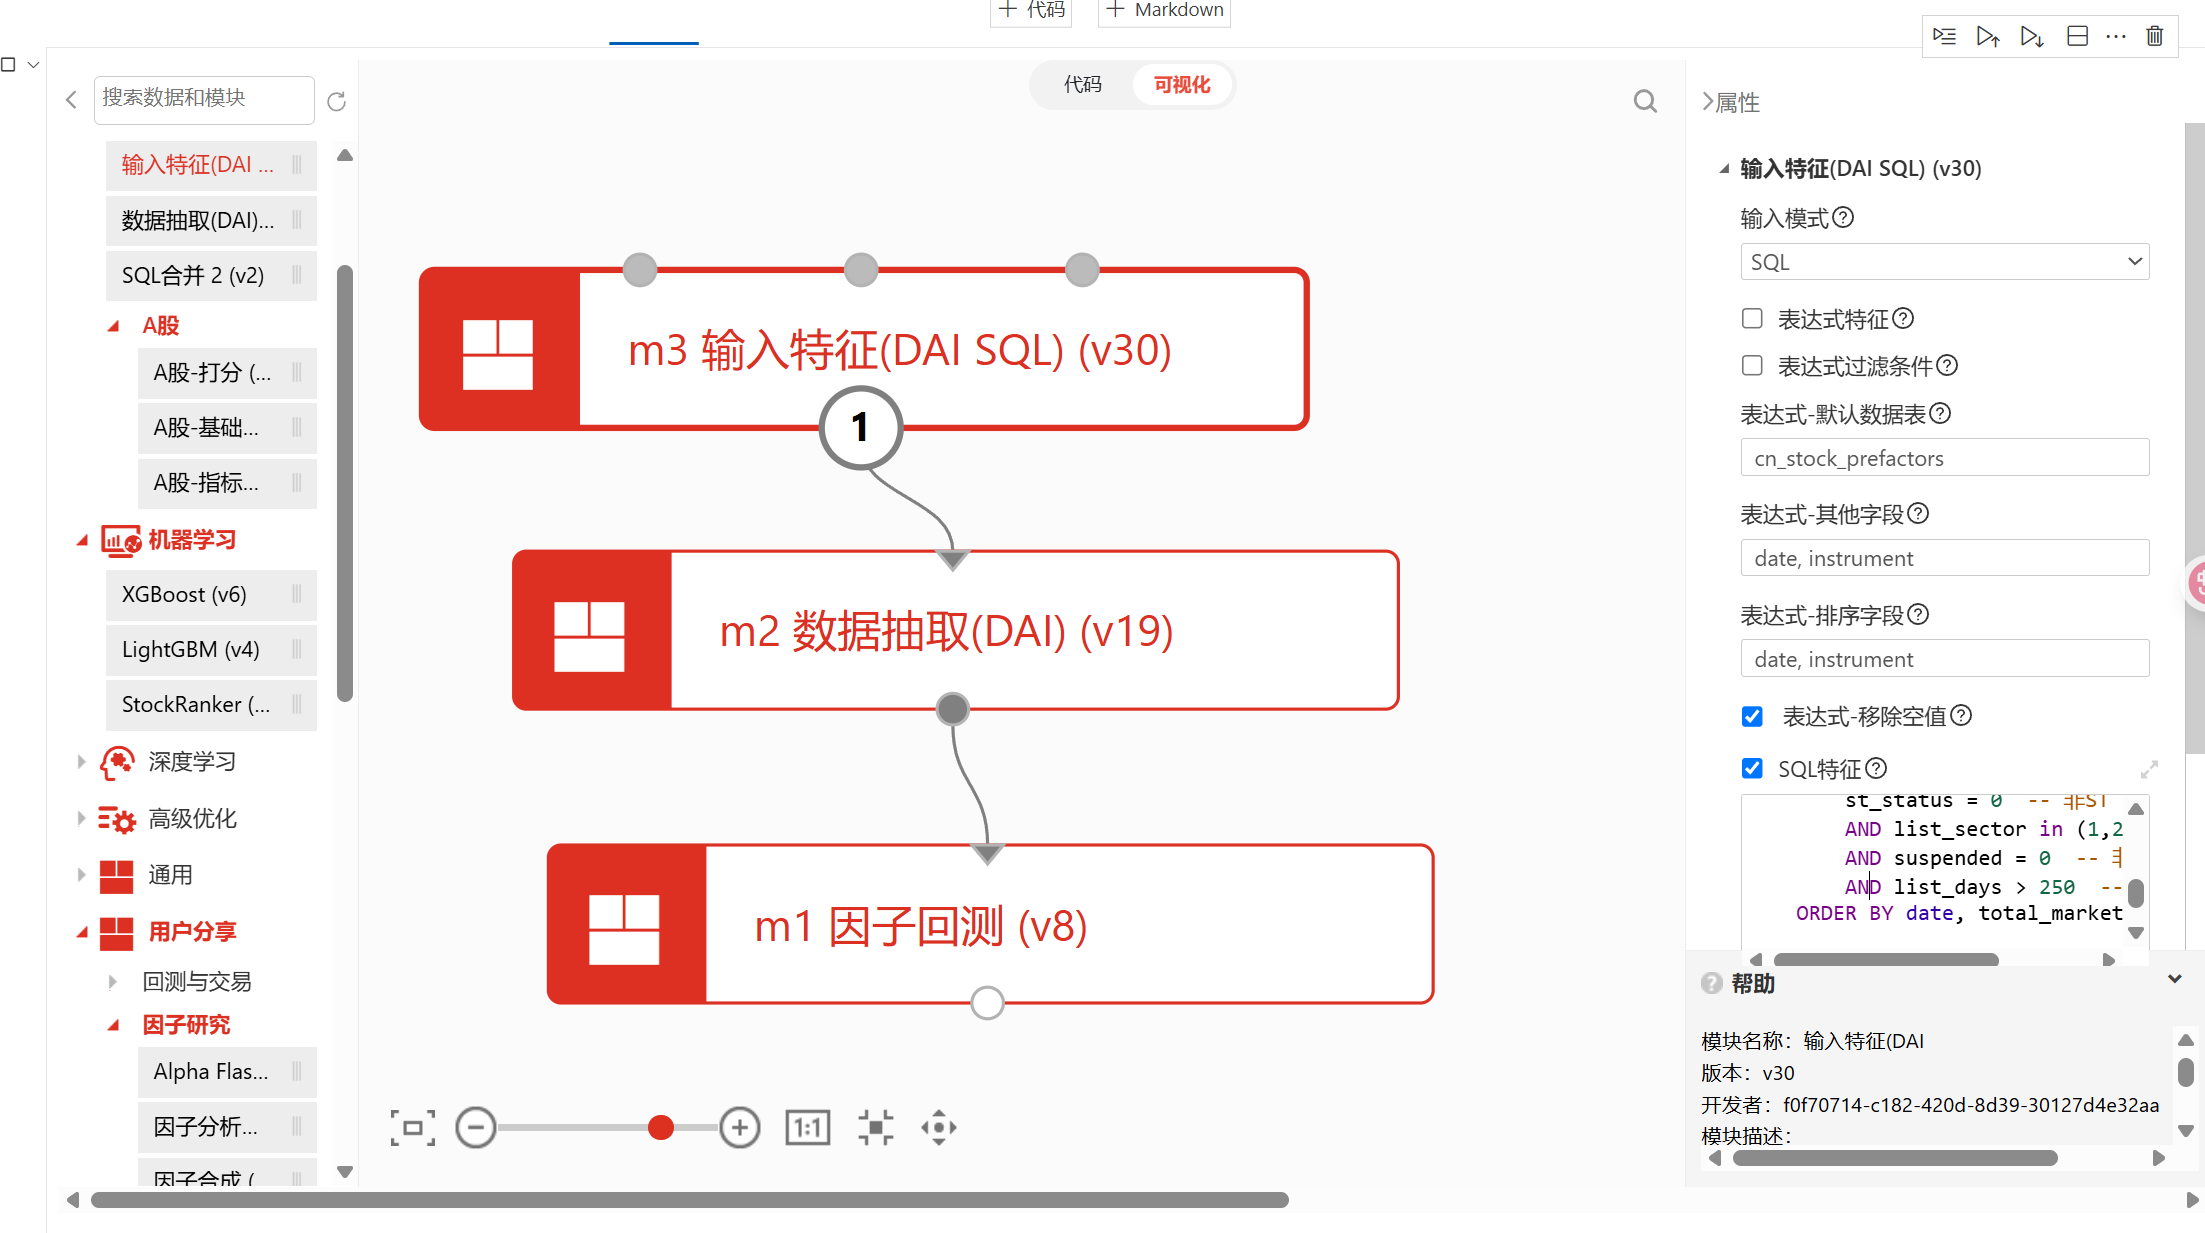 代码
Markdown
搜索数据和模块
输入特征(DAI ...
数据抽取(DAI)...
SQL合并 2 (v2)
A股
A股-打分 (...
A股-基础...
A股-指标...
机器学习
XGBoost (v6)
LightGBM (v4)
StockRanker (...
深度学习
高级优化
通用
用户分享
回测与交易
因子研究
Alpha Flas...
因子分析...
因子合成 (
代码
可视化
m3 输入特征(DAI SQL) (v30)
1
m2 数据抽取(DAI) (v19)
m1 因子回测 (v8)
1:1
属性
输入特征(DAI SQL) (v30)
输入模式
SQL
表达式特征
表达式过滤条件
表达式-默认数据表
cn_stock_prefactors
表达式-其他字段
date, instrument
表达式-排序字段
date, instrument
表达式-移除空值
SQL特征
st_status = 0 -- 非ST
AND list_sector in (1,2
AND suspended = 0 --
AND list_days > 250 --
ORDER BY date, total_market
帮助
模块名称：输入特征(DAI
版本：v30
开发者：f0f70714-c182-420d-8d39-30127d4e32aa
模块描述：